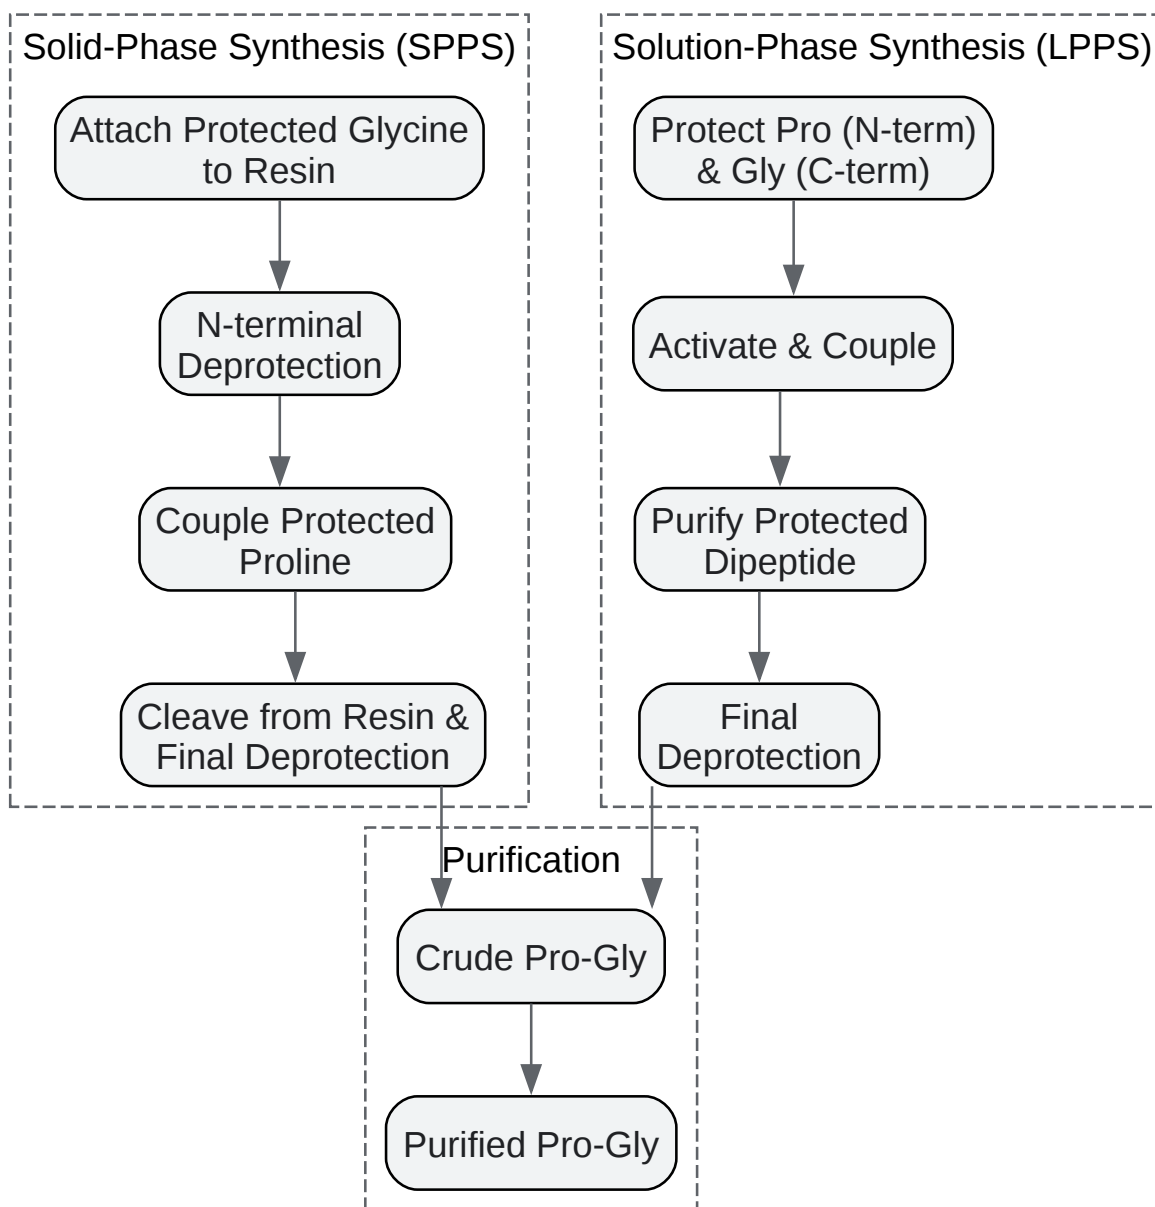 Solid-Phase Synthesis (SPPS)
Attach Protected Glycine
to Resin
N-terminal
Deprotection
Couple Protected
Proline
Cleave from Resin &
Final Deprotection
Solution-Phase Synthesis (LPPS)
Protect Pro (N-term)
& Gly (C-term)
Activate & Couple
Purify Protected
Dipeptide
Final
Deprotection
Purification
Crude Pro-Gly
Purified Pro-Gly